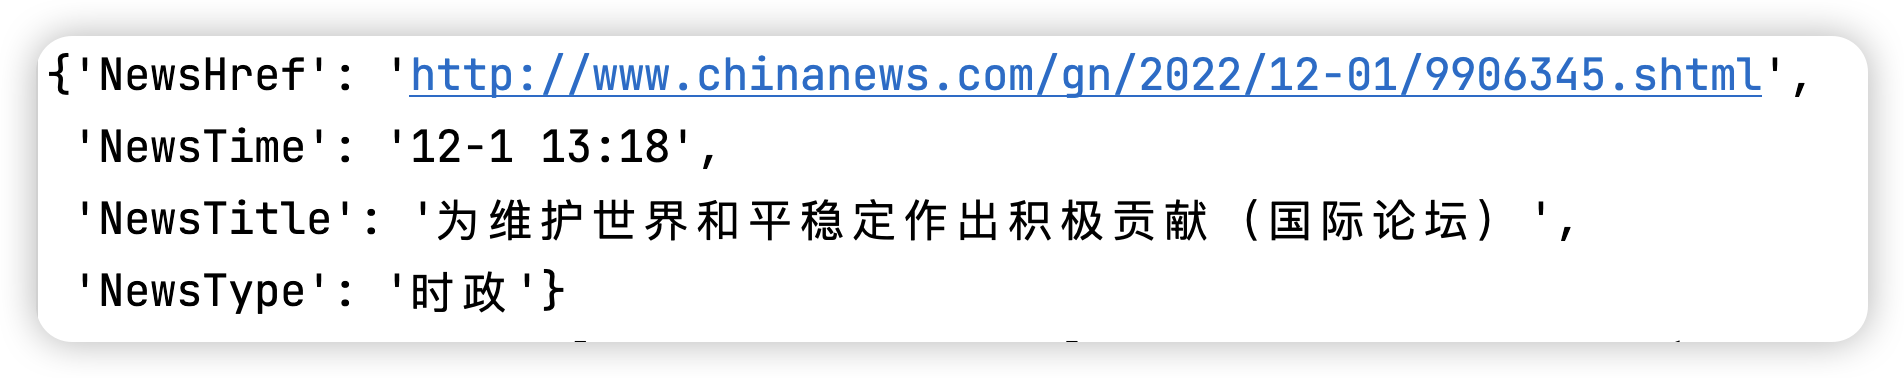 {'NewsHref': 'http://www.chinanews.com/gn/2022/12-01/9906345.shtml',
'NewsTime': '12-1 13:18',
'NewsTitle': '为维护世界和平稳定作出积极贡献（国际论坛）',
'NewsType': '时政'}